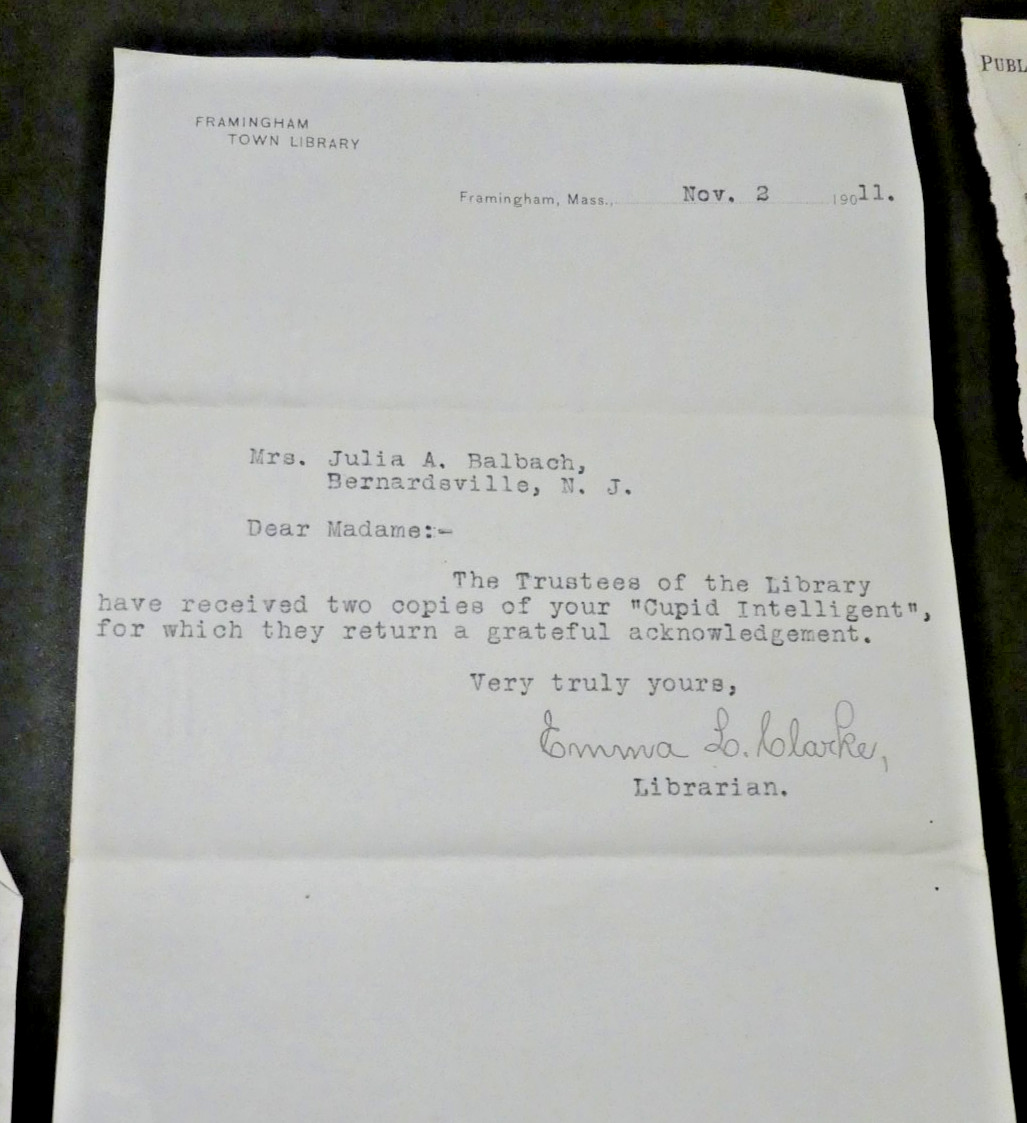 FRAMINGHAM
TOWN LIBRARY
Framingham, Mass., Nov. 2 19011.
Mrs. Julia A. Balbach,
Bernardsville, N. J.
Dear Madame:-
The Trustees of the Library
have received two copies of your "Cupid Intelligent",
for which they return a grateful acknowledgement.
Very truly yours,
Emma L. Clarke,
Librarian.
PUBL